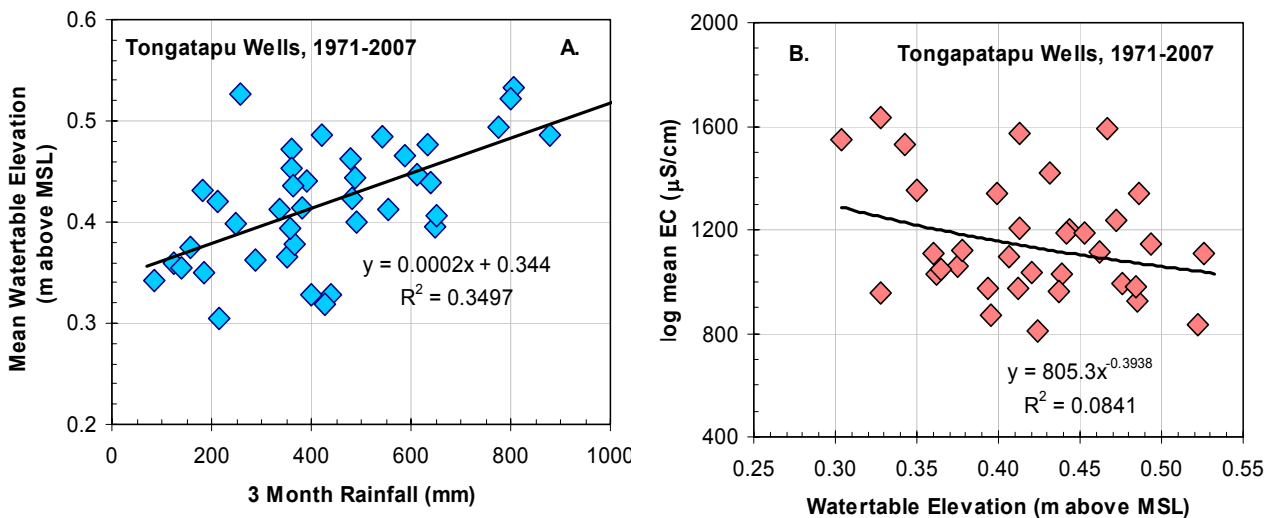 Tongatapu Wells, 1971-2007
A.
Mean Watertable Elevation
(m above MSL)
0.6
0.5
0.4
0.3
0.2
y = 0.0002x + 0.344
R² = 0.3497
0 200 400 600 800 1000
3 Month Rainfall (mm)
B.
Tongapatapu Wells, 1971-2007
log mean EC (µS/cm)
2000
1600
1200
800
400
y = 805.3x⁻⁰·³⁹³⁸
R² = 0.0841
0.25 0.30 0.35 0.40 0.45 0.50 0.55
Watertable Elevation (m above MSL)